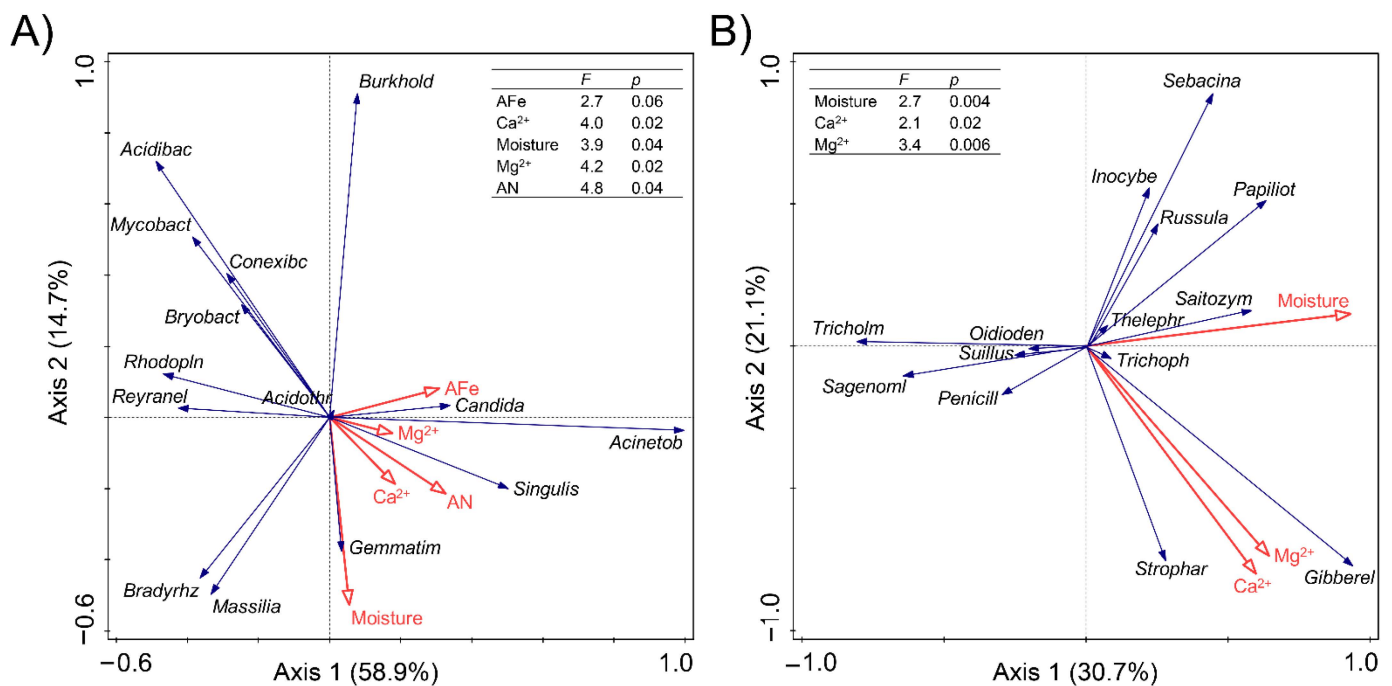 A)
1.0
Axis 2 (14.7%)
−0.6
−0.6
Axis 1 (58.9%)
1.0
F p
AFe 2.7 0.06
Ca²⁺ 4.0 0.02
Moisture 3.9 0.04
Mg²⁺ 4.2 0.02
AN 4.8 0.04
Burkhold
Acidibac
Mycobact
Conexibc
Bryobact
Rhodopln
Reyranel
Acidothr
AFe
Candida
Mg²⁺
Acinetob
Ca²⁺
AN
Singulis
Gemmatim
Bradyrhz
Massilia
Moisture
B)
1.0
Axis 2 (21.1%)
−1.0
−1.0
Axis 1 (30.7%)
1.0
F p
Moisture 2.7 0.004
Ca²⁺ 2.1 0.02
Mg²⁺ 3.4 0.006
Sebacina
Inocybe
Papiliot
Russula
Saitozym
Moisture
Thelephr
Tricholm
Oidioden
Suillus
Trichoph
Sagenoml
Penicill
Strophar
Mg²⁺
Ca²⁺
Gibberel